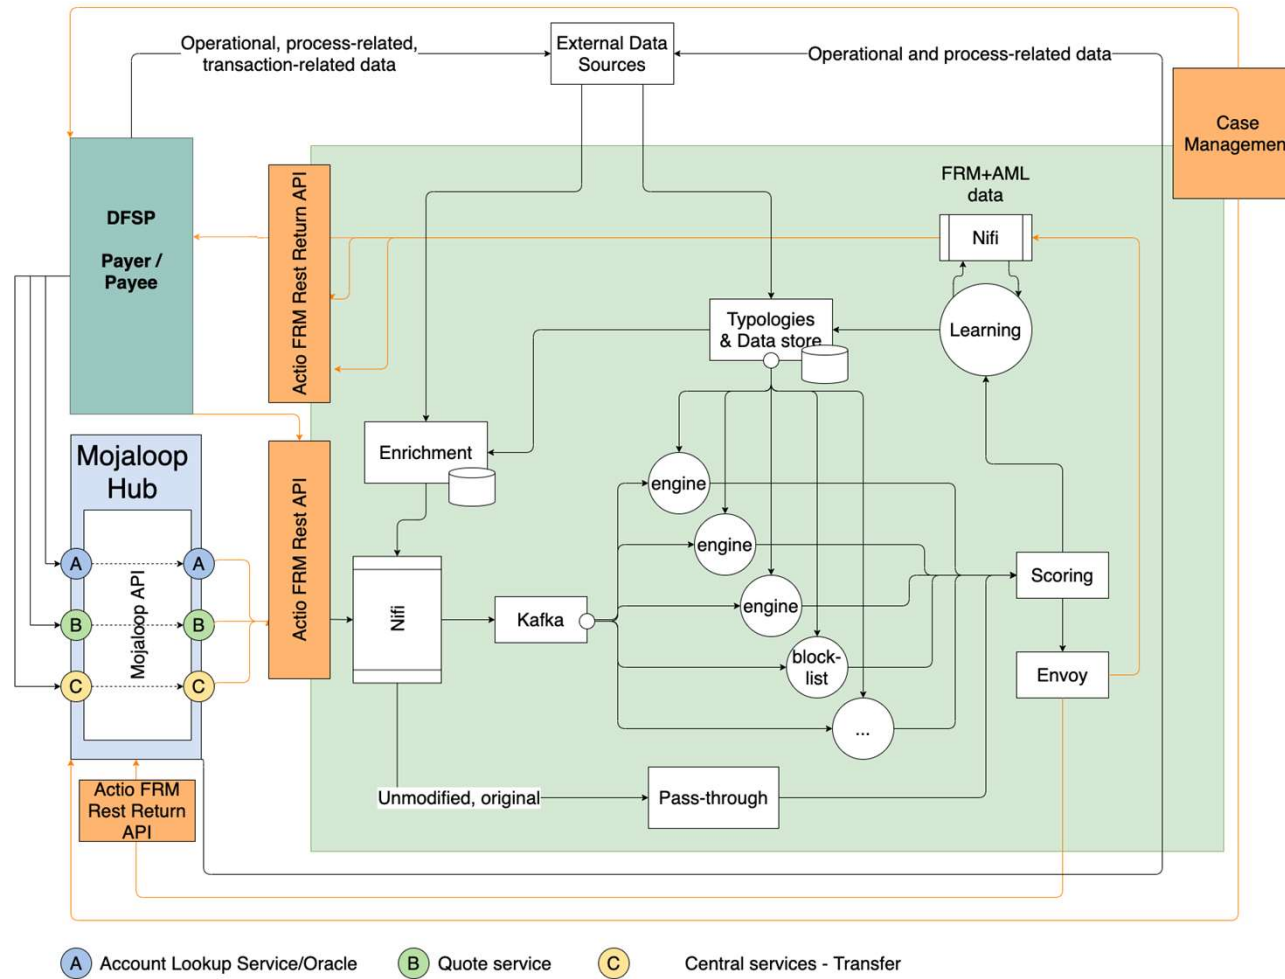 Operational, process-related,
transaction-related data
External Data
Sources
Operational and process-related data
Case
Management
DFSP
Payer /
Payee
Actio FRM Rest Return API
FRM+AML
data
Nifi
Learning
Typologies
& Data store
Enrichment
Mojaloop
Hub
A
A
Mojaloop API
B
B
C
C
Actio FRM Rest API
Nifi
Kafka
engine
engine
engine
block-
list
...
Scoring
Envoy
Actio FRM
Rest Return
API
Unmodified, original
Pass-through
A Account Lookup Service/Oracle
B Quote service
C Central services - Transfer